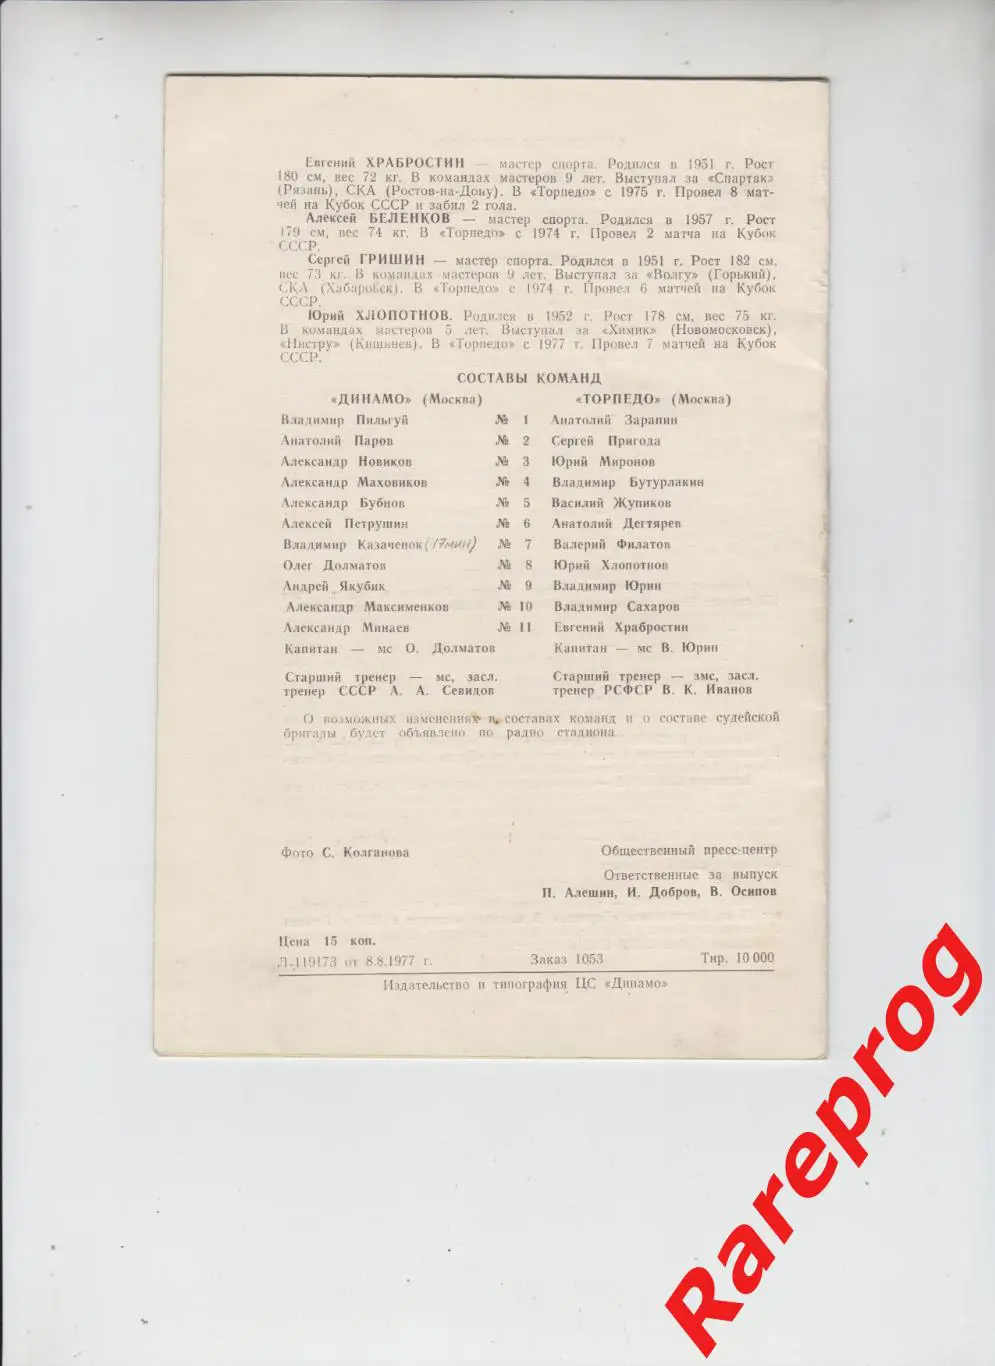 Евгений ХРАБРОСТИН — мастер спорта. Родился в 1951 г. Рост
180 см, вес 72 кг. В командах мастеров 9 лет. Выступал за «Спартак»
(Рязань), СКА (Ростов-на-Дону). В «Торпедо» с 1975 г. Провел 8 мат-
чей на Кубок СССР и забил 2 гола.
Алексей БЕЛЕНКОВ — мастер спорта. Родился в 1957 г. Рост
179 см, вес 74 кг. В «Торпедо» с 1974 г. Провел 2 матча на Кубок
СССР.
Сергей ГРИШИН — мастер спорта. Родился в 1951 г. Рост 182 см,
вес 73 кг. В командах мастеров 9 лет. Выступал за «Волгу» (Горький),
СКА (Хабаровск). В «Торпедо» с 1974 г. Провел 6 матчей на Кубок
СССР.
Юрий ХЛОПОТНОВ. Родился в 1952 г. Рост 178 см, вес 75 кг.
В командах мастеров 5 лет. Выступал за «Химик» (Новомосковск),
«Нистру» (Кишинев). В «Торпедо» с 1977 г. Провел 7 матчей на Кубок
СССР.
СОСТАВЫ КОМАНД
«ДИНАМО» (Москва) «ТОРПЕДО» (Москва)
Владимир Пильгуй № 1 Анатолий Зарапин
Анатолий Паров № 2 Сергей Пригода
Александр Новиков № 3 Юрий Миронов
Александр Маховиков № 4 Владимир Бутурлакин
Александр Бубнов № 5 Василий Жупиков
Алексей Петрушин № 6 Анатолий Дегтярев
Владимир Казаченок (17 мин) № 7 Валерий Филатов
Олег Долматов № 8 Юрий Хлопотнов
Андрей Якубик № 9 Владимир Юрин
Александр Максименков № 10 Владимир Сахаров
Александр Минаев № 11 Евгений Храбростин
Капитан — мс О. Долматов Капитан — мс В. Юрин
Старший тренер — мс, засл. Старший тренер — змс, засл.
тренер СССР А. А. Севидов тренер РСФСР В. К. Иванов
О возможных изменениях в составах команд и о составе судейской
бригады будет объявлено по радио стадиона
Фото С. Колганова Общественный пресс-центр
Ответственные за выпуск
П. Алешин, И. Добров, В. Осипов
Цена 15 коп.
Л-119173 от 8.8.1977 г. Заказ 1053 Тир. 10 000
Издательство и типография ЦС «Динамо»
Rareprog